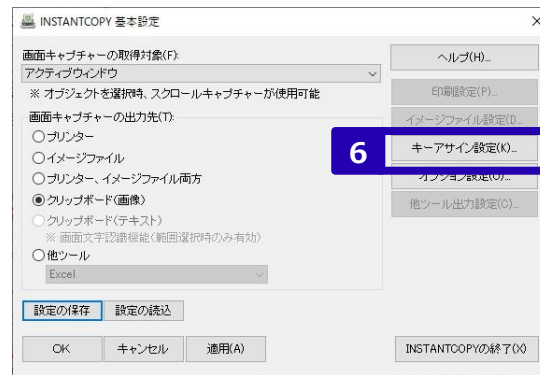 INSTANTCOPY 基本設定
画面キャプチャーの取得対象(F):
アクティブウィンドウ
※ オブジェクトを選択時、スクロールキャプチャーが使用可能
画面キャプチャーの出力先(T):
プリンター
イメージファイル
プリンター、イメージファイル両方
クリップボード(画像)
クリップボード(テキスト)
※ 画面文字認識機能(範囲選択時のみ有効)
他ツール
Excel
設定の保存
設定の読込
OK
キャンセル
適用(A)
ヘルプ(H)...
印刷設定(P)...
イメージファイル設定(I)...
6
キーアサイン設定(K)...
オプション設定(O)...
他ツール出力設定(C)...
INSTANTCOPYの終了(X)